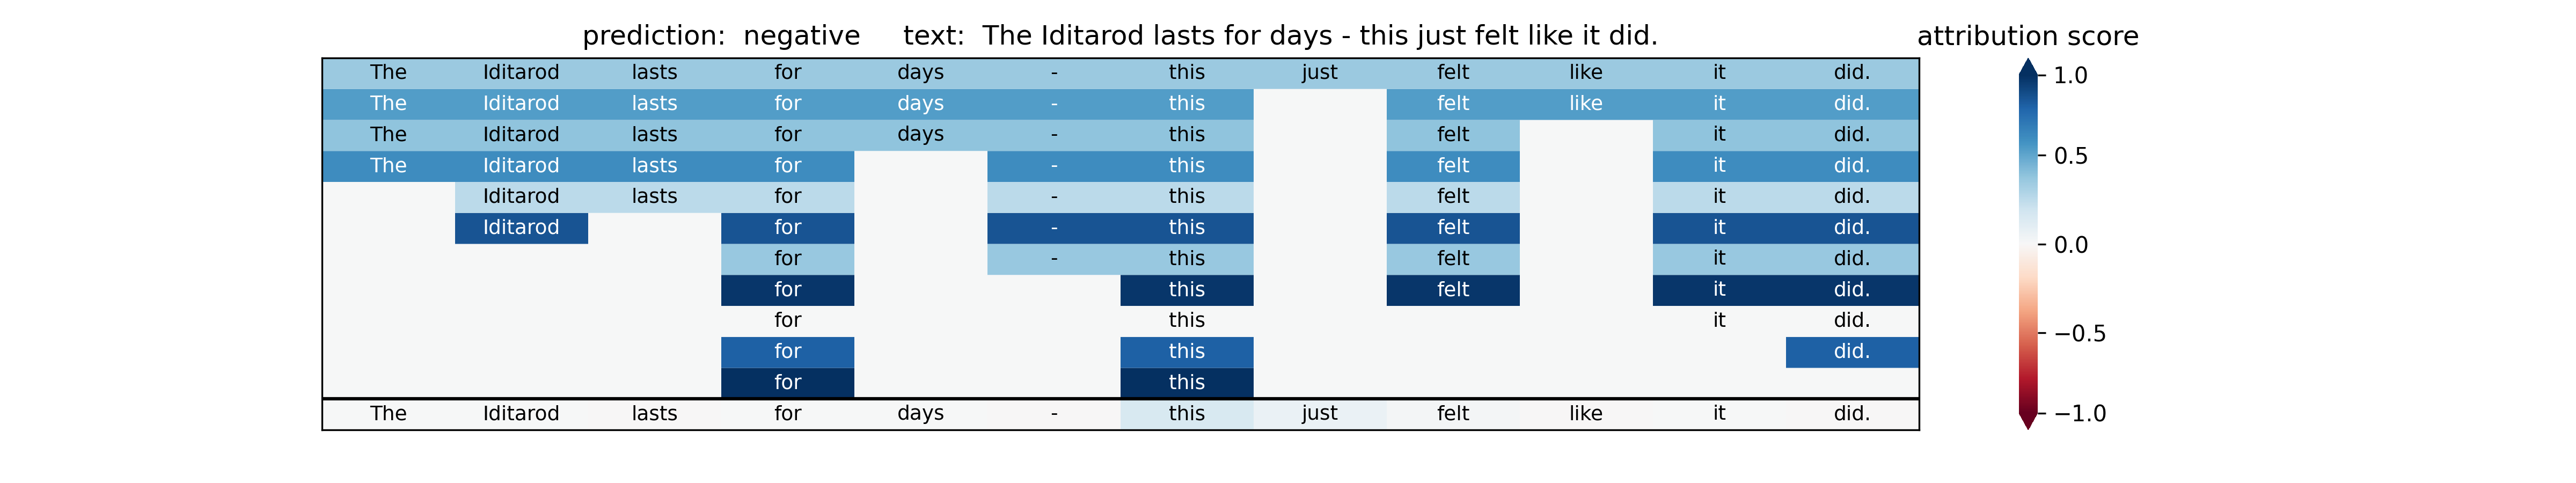 prediction: negative text: The Iditarod lasts for days - this just felt like it did.
attribution score
The Iditarod lasts for days - this just felt like it did.
The Iditarod lasts for days - this felt like it did.
The Iditarod lasts for days - this felt it did.
The Iditarod lasts for - this felt it did.
Iditarod lasts for - this felt it did.
Iditarod for - this felt it did.
for - this felt it did.
for this felt it did.
for this it did.
for this did.
for this
The Iditarod lasts for days - this just felt like it did.
1.0
0.5
0.0
−0.5
−1.0